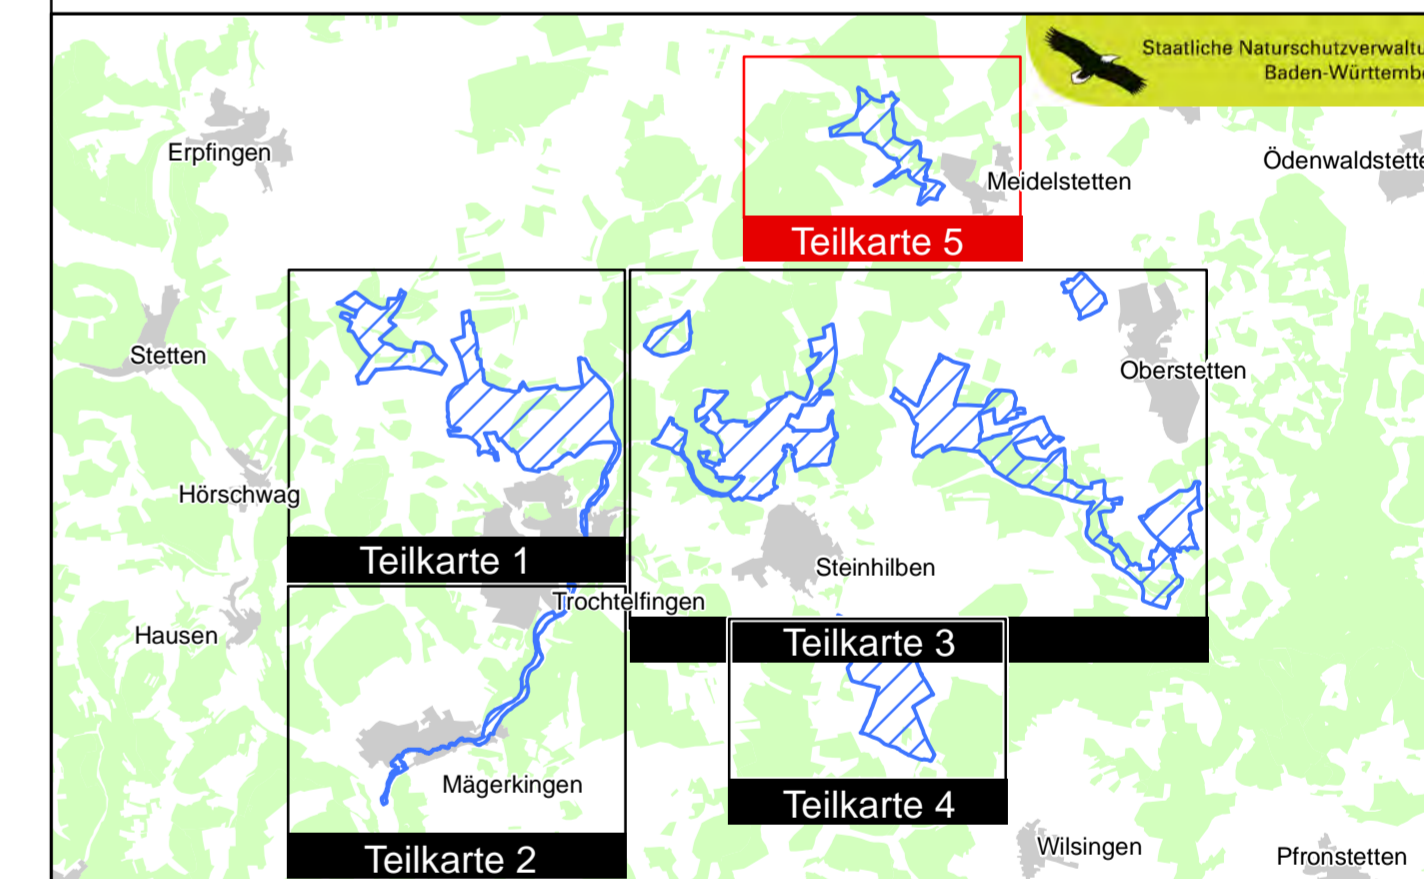 Staatliche Naturschutzverwaltu
Baden-Württembe
Erpfingen
Ödenwaldstette
Meidelstetten
Teilkarte 5
Stetten
Oberstetten
Hörschwag
Teilkarte 1
Steinhilben
Trochtelfingen
Hausen
Teilkarte 3
Mägerkingen
Teilkarte 4
Wilsingen
Pfronstetten
Teilkarte 2